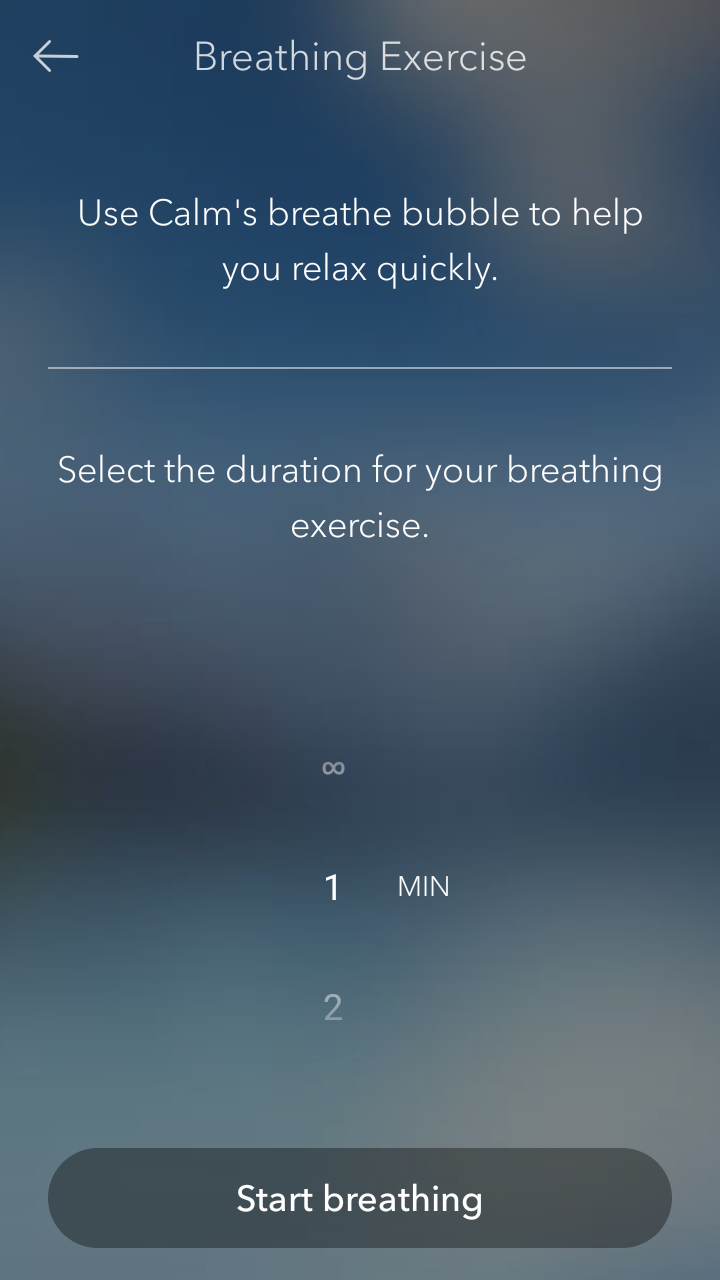 Breathing Exercise
Use Calm's breathe bubble to help
you relax quickly.
Select the duration for your breathing
exercise.
∞
1 MIN
2
Start breathing